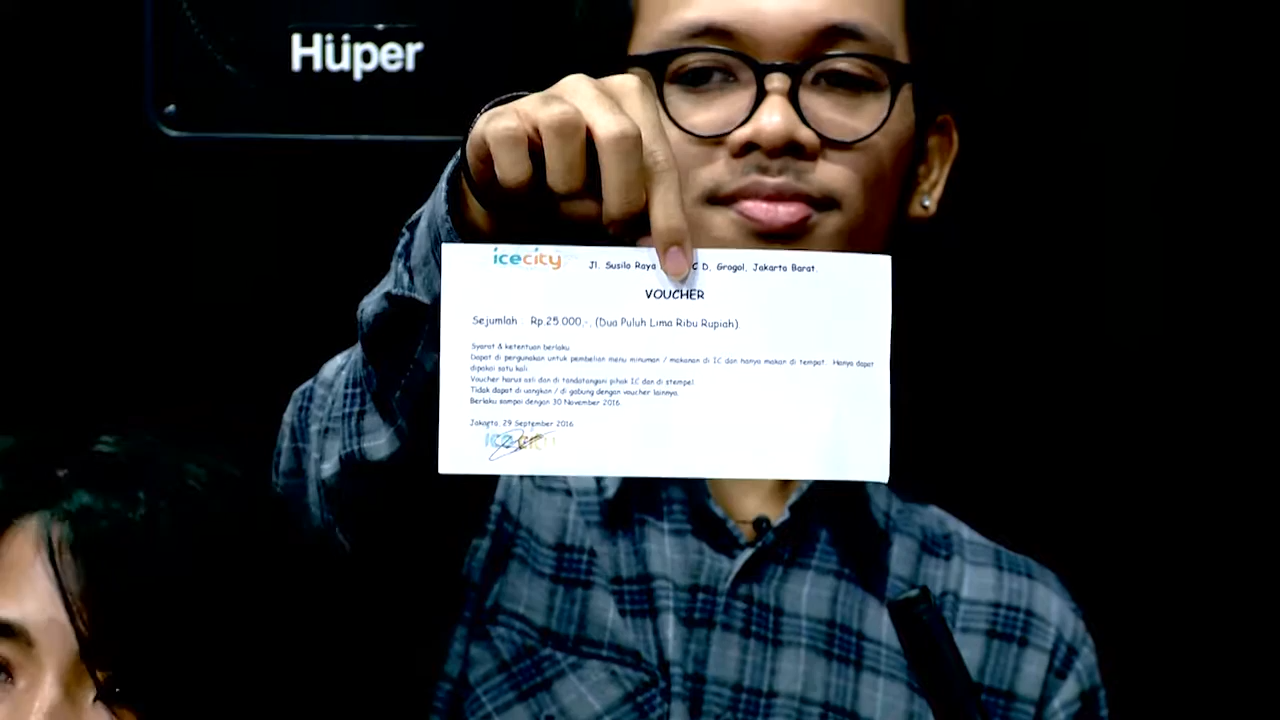 Hüper
icecity
Jl. Susilo Raya C D, Grogol, Jakarta Barat.
VOUCHER
Sejumlah : Rp.25.000,-, (Dua Puluh Lima Ribu Rupiah)
Syarat & ketentuan berlaku
Dapat di pergunakan untuk pembelian menu minuman / makanan di IC dan hanya makan di tempat. Hanya dapat
dipakai satu kali
Voucher harus asli dan di tandatangani pihak IC dan di stempel
Tidak dapat di uangkan / di gabung dengan voucher lainnya.
Berlaku sampai dengan 30 November 2016.
Jakarta, 29 September 2016